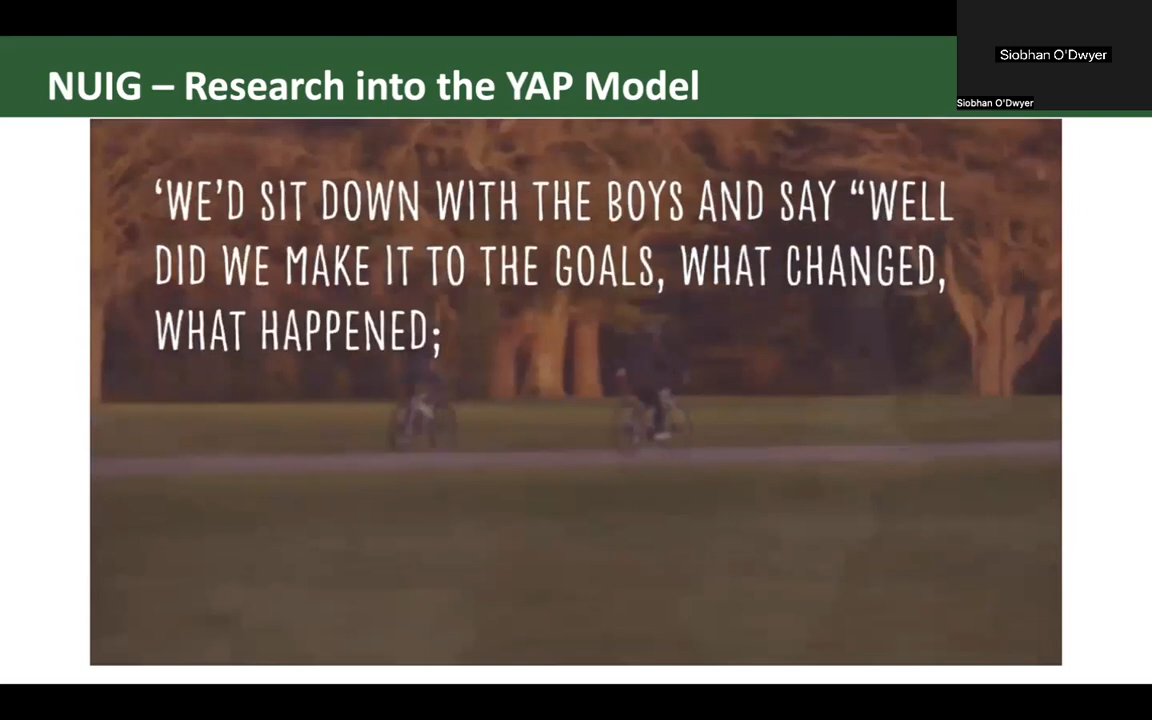 NUIG – Research into the YAP Model
Siobhan O'Dwyer
Siobhan O'Dwyer
‘WE’D SIT DOWN WITH THE BOYS AND SAY “WELL
DID WE MAKE IT TO THE GOALS, WHAT CHANGED,
WHAT HAPPENED;